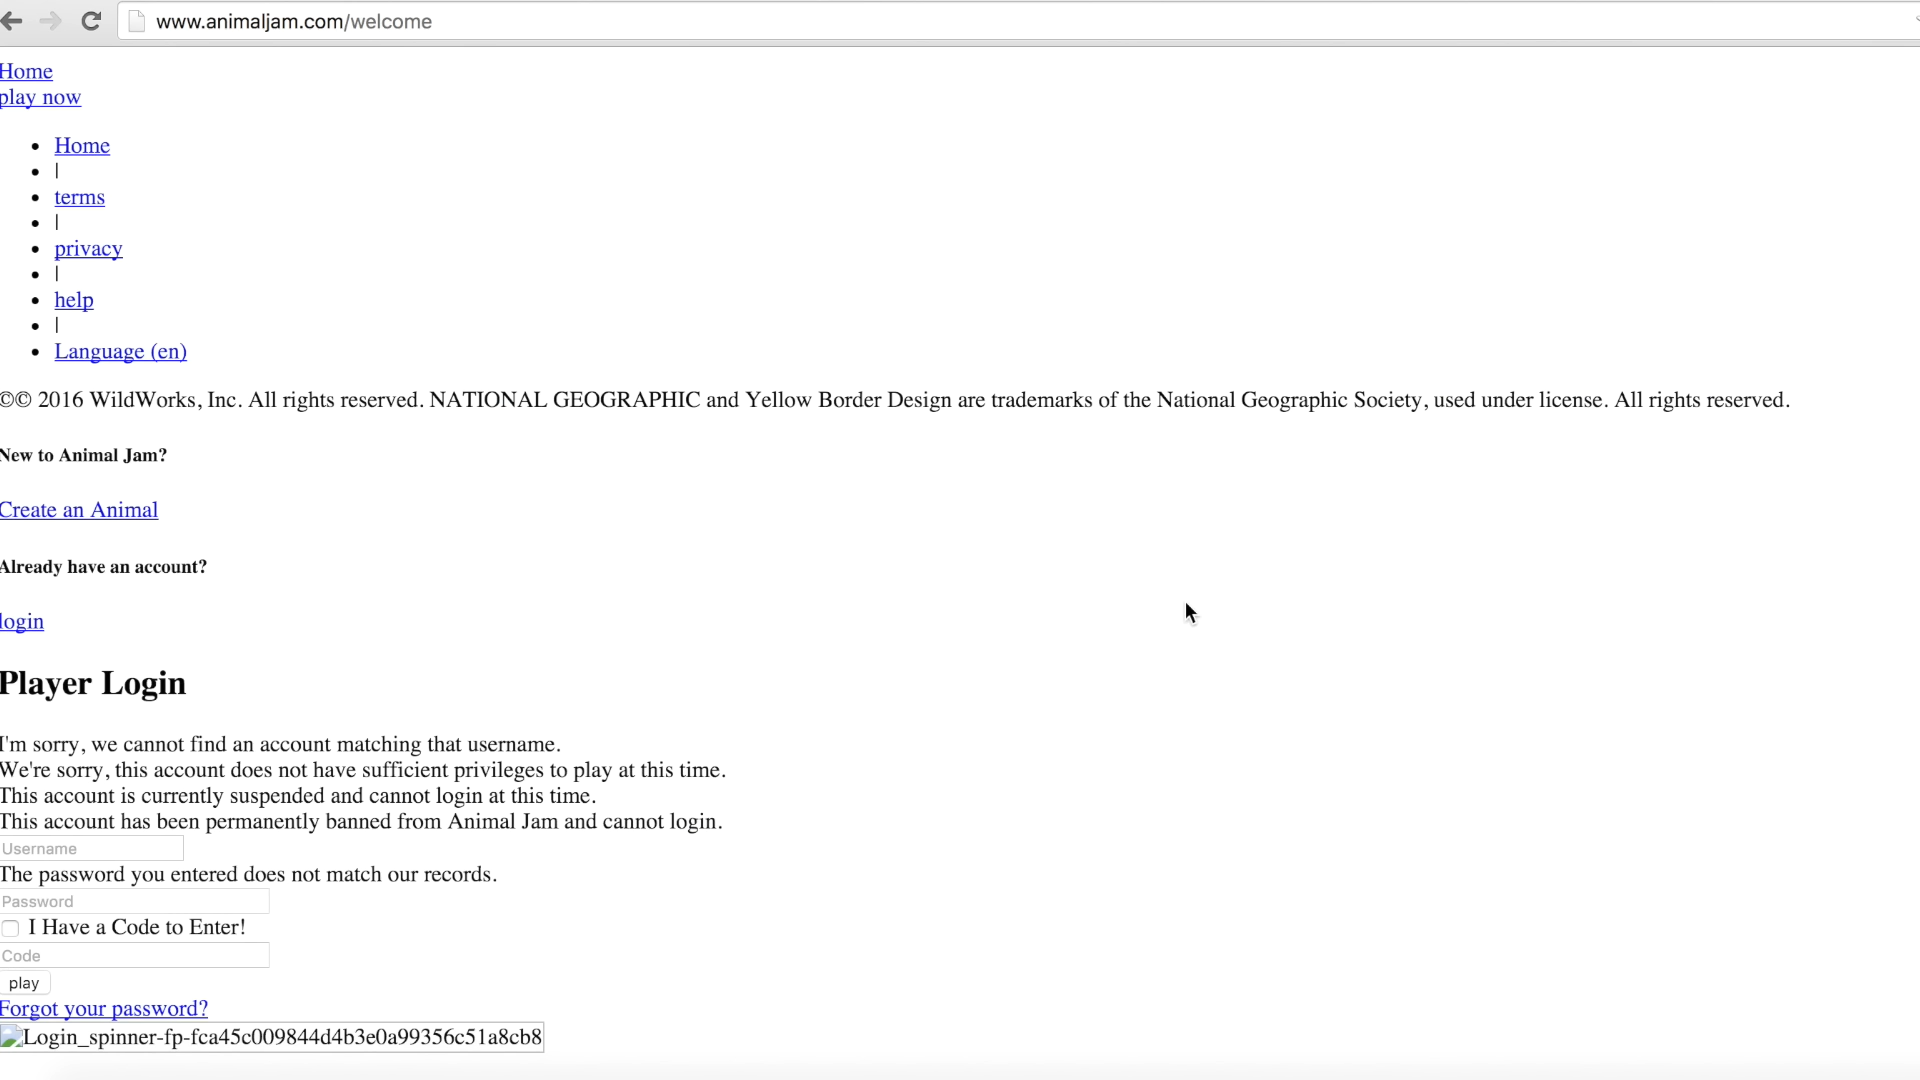 www.animaljam.com/welcome
Home
play now
Home
|
terms
|
privacy
|
help
|
Language (en)
©© 2016 WildWorks, Inc. All rights reserved. NATIONAL GEOGRAPHIC and Yellow Border Design are trademarks of the National Geographic Society, used under license. All rights reserved.
New to Animal Jam?
Create an Animal
Already have an account?
login
Player Login
I'm sorry, we cannot find an account matching that username.
We're sorry, this account does not have sufficient privileges to play at this time.
This account is currently suspended and cannot login at this time.
This account has been permanently banned from Animal Jam and cannot login.
Username
The password you entered does not match our records.
Password
I Have a Code to Enter!
Code
play
Forgot your password?
Login_spinner-fp-fca45c009844d4b3e0a99356c51a8cb8